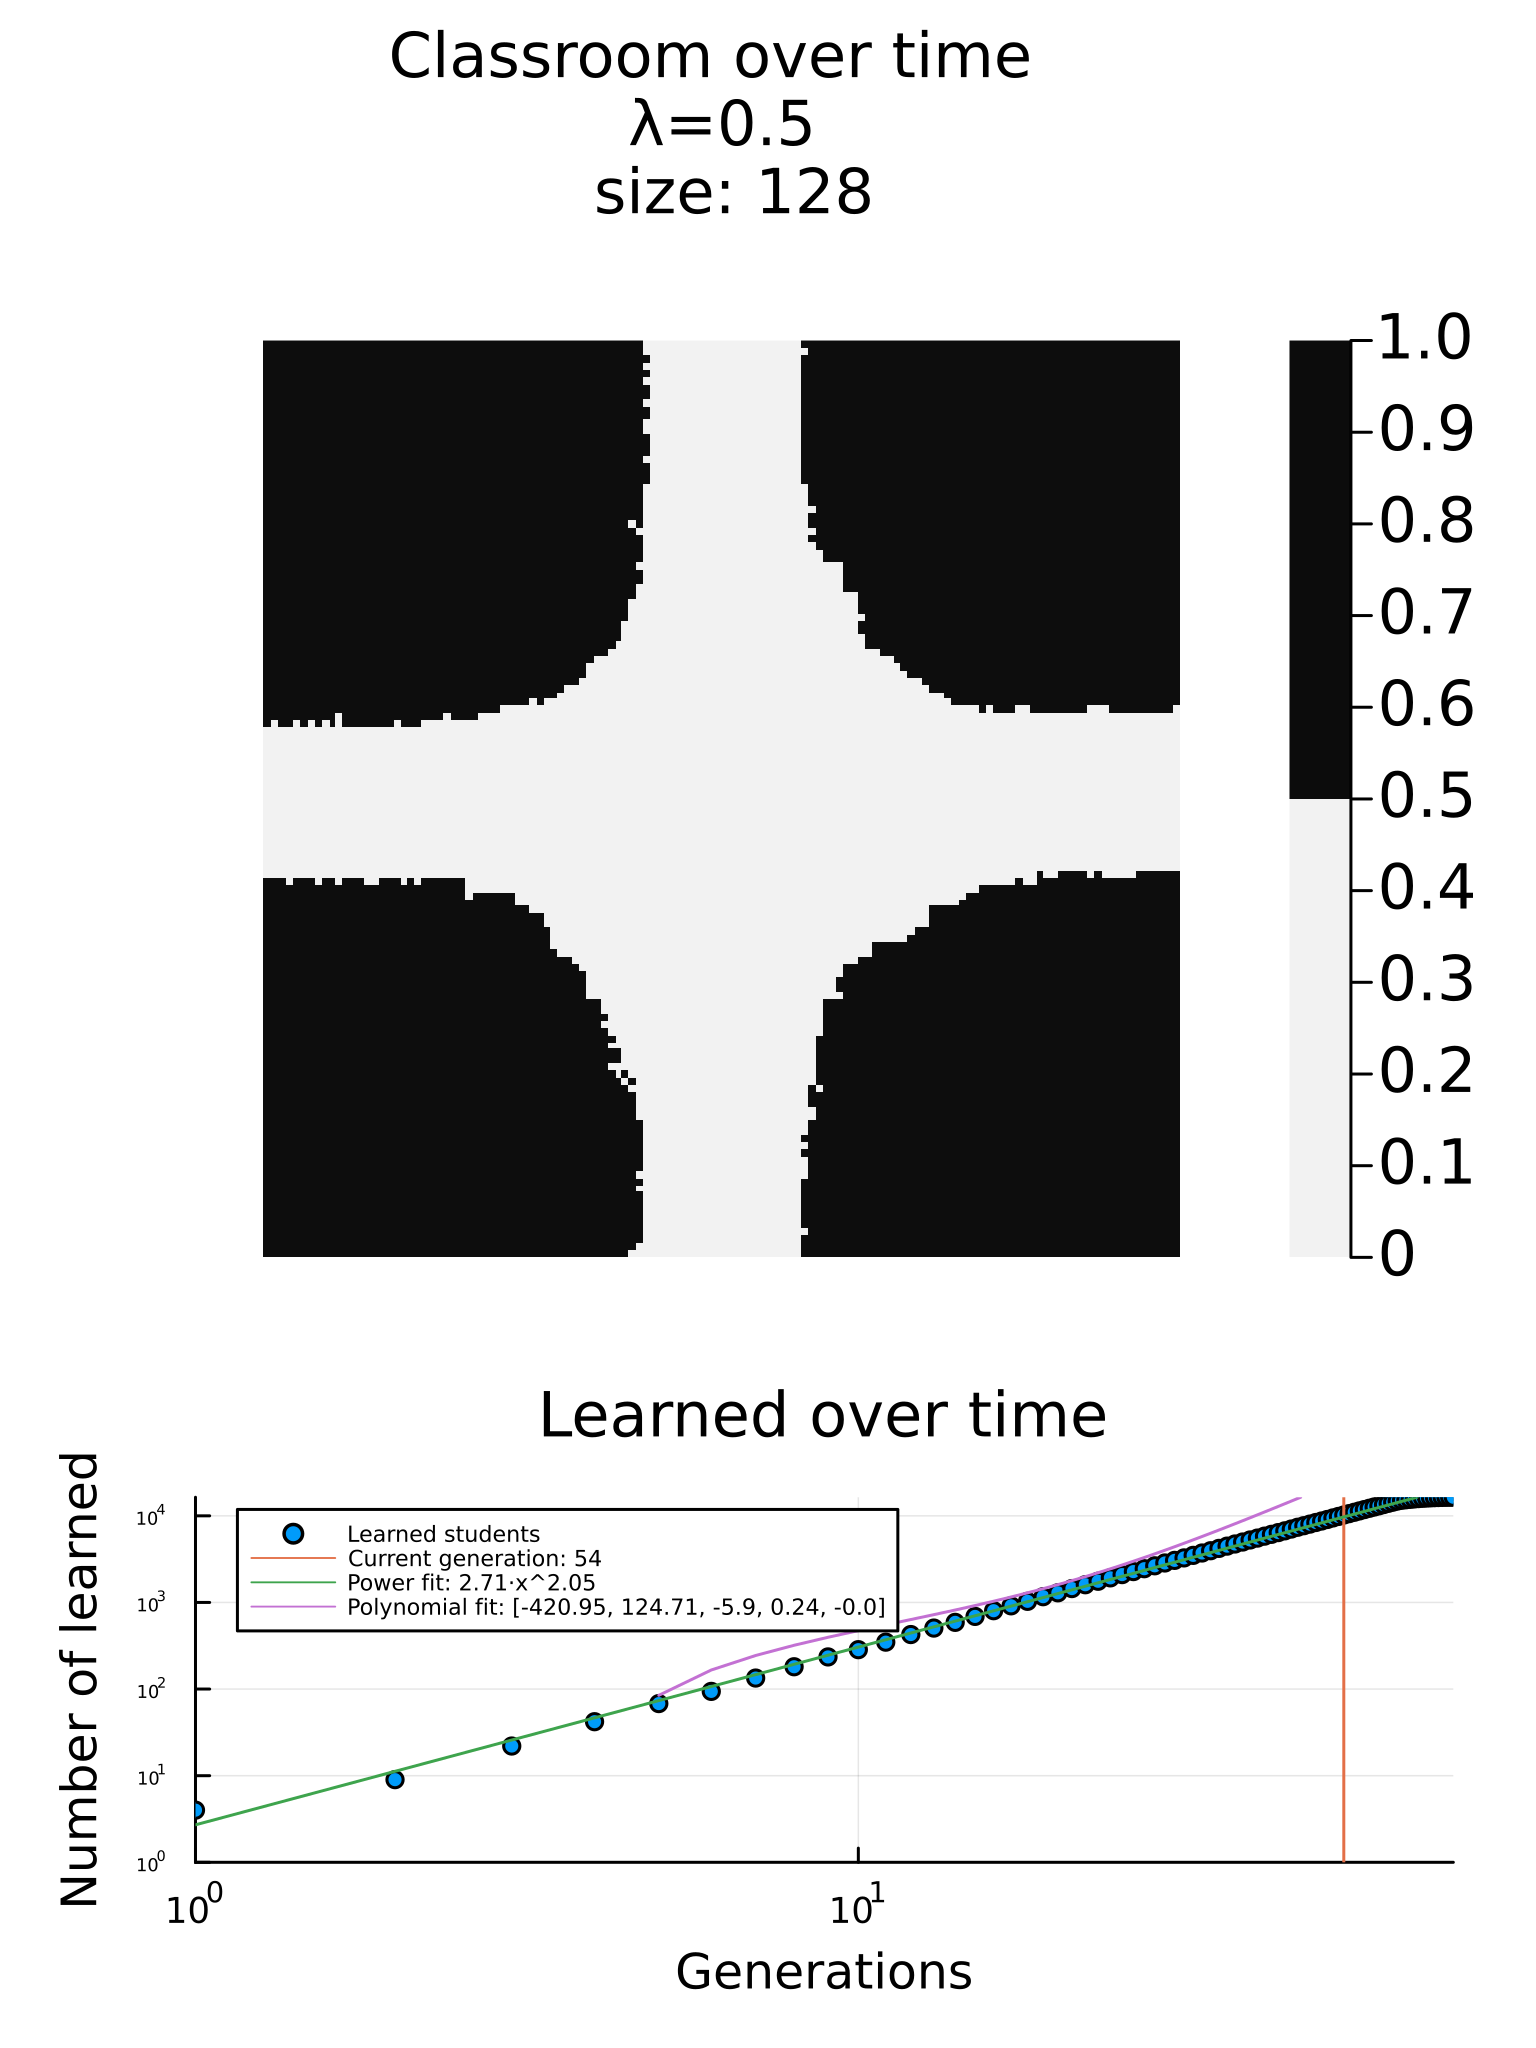 Classroom over time
λ=0.5
size: 128
1.0
0.9
0.8
0.7
0.6
0.5
0.4
0.3
0.2
0.1
0
Learned over time
Number of learned
10^4
10^3
10^2
10^1
10^0
Learned students
Current generation: 54
Power fit: 2.71·x^2.05
Polynomial fit: [-420.95, 124.71, -5.9, 0.24, -0.0]
10^0
10^1
Generations